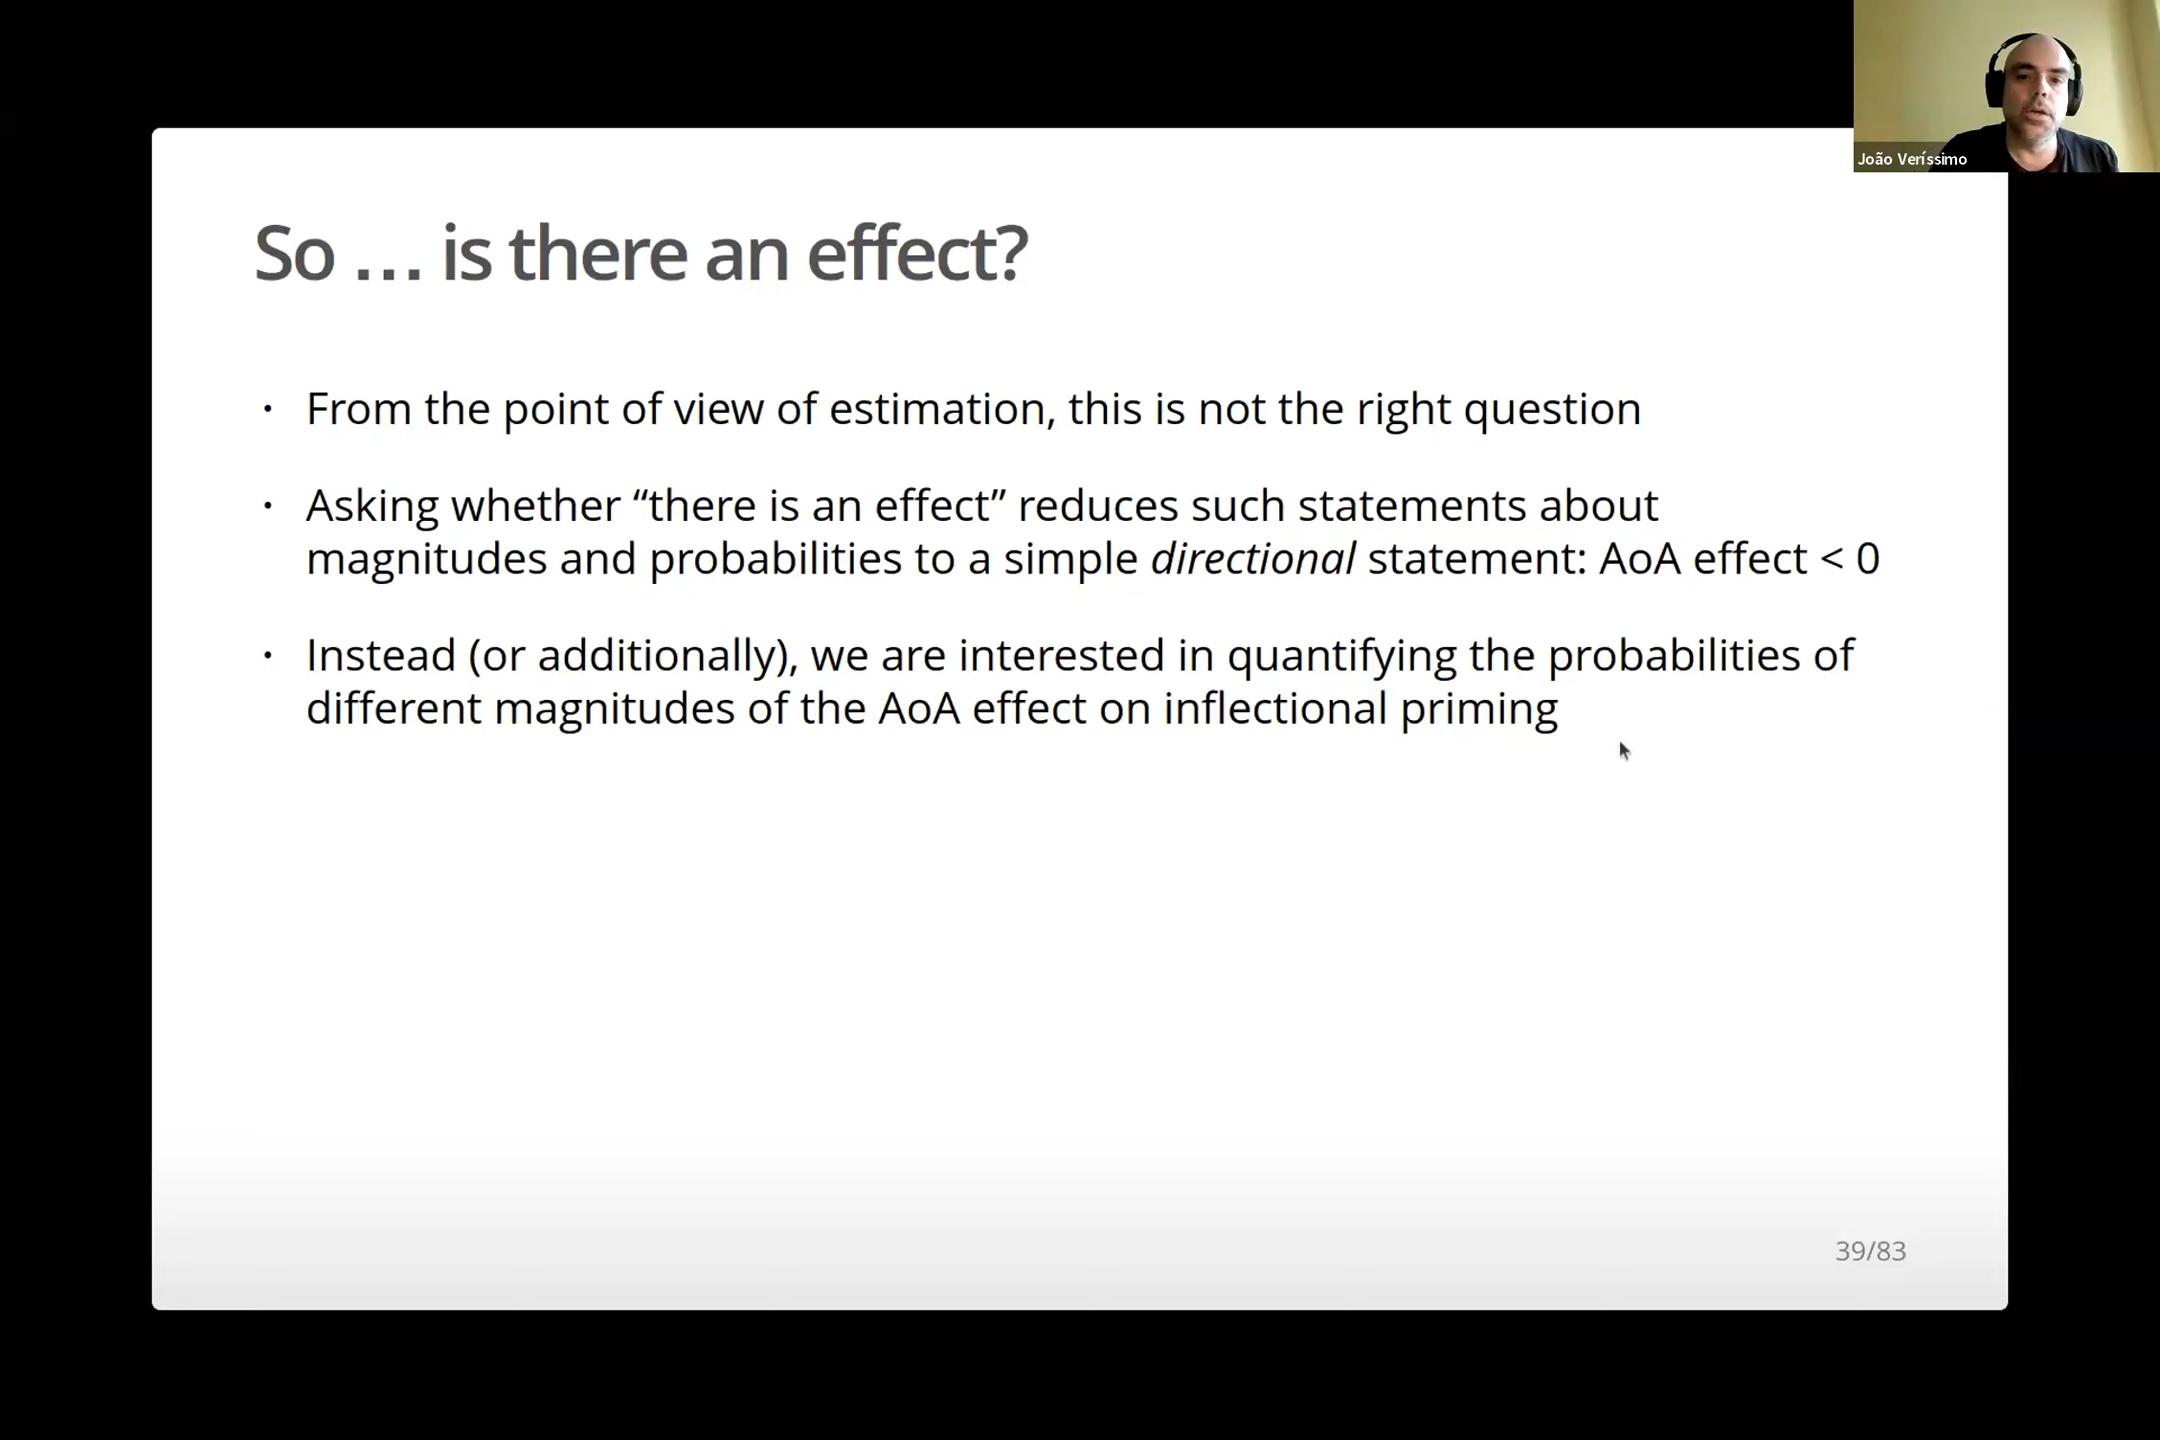 João Veríssimo
So … is there an effect?
• From the point of view of estimation, this is not the right question
• Asking whether “there is an effect” reduces such statements about
magnitudes and probabilities to a simple directional statement: AoA effect < 0
• Instead (or additionally), we are interested in quantifying the probabilities of
different magnitudes of the AoA effect on inflectional priming
39/83